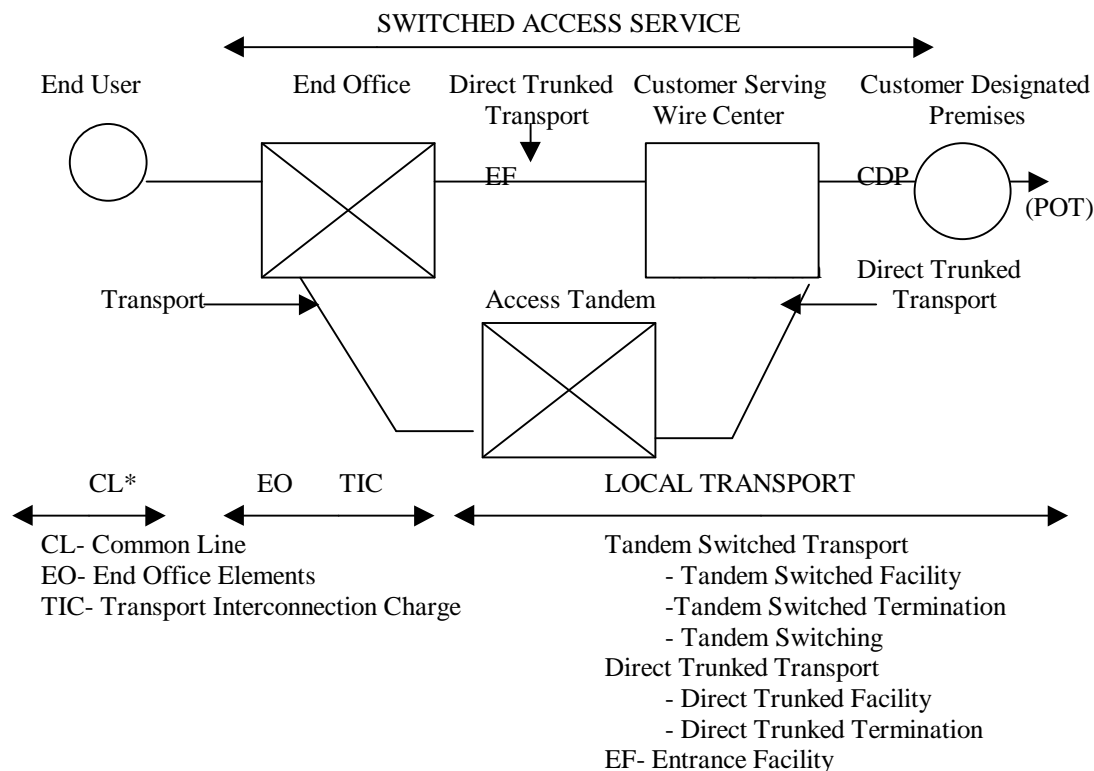 SWITCHED ACCESS SERVICE
End User End Office Direct Trunked Customer Serving Customer Designated
Transport Wire Center Premises
EF CDP
(POT)
Direct Trunked
Transport Access Tandem Transport
CL* EO TIC LOCAL TRANSPORT
CL- Common Line Tandem Switched Transport
EO- End Office Elements - Tandem Switched Facility
TIC- Transport Interconnection Charge -Tandem Switched Termination
- Tandem Switching
Direct Trunked Transport
- Direct Trunked Facility
- Direct Trunked Termination
EF- Entrance Facility